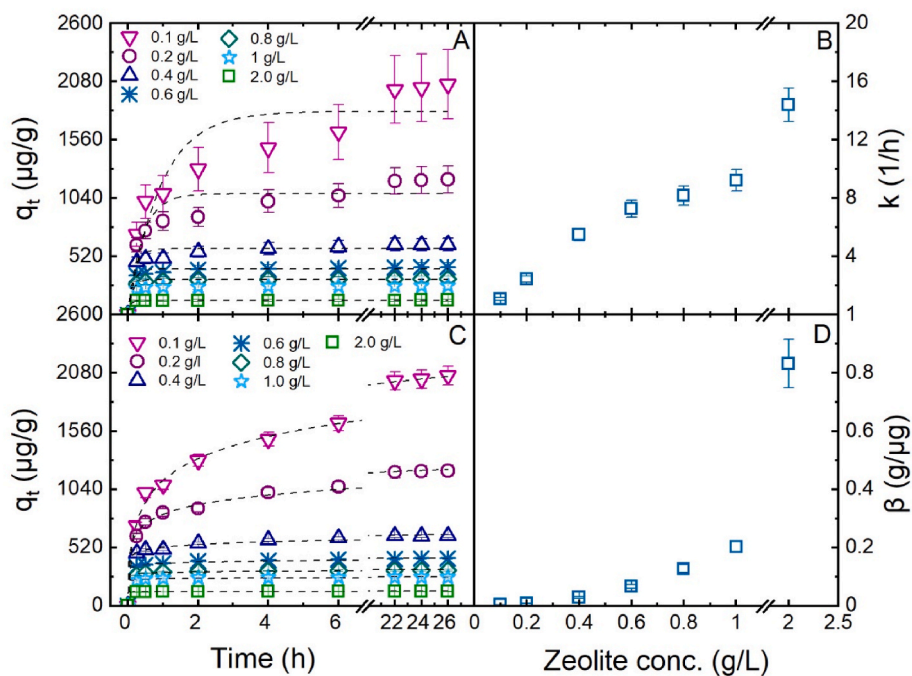 A
0.1 g/L
0.2 g/L
0.4 g/L
0.6 g/L
0.8 g/L
1 g/L
2.0 g/L
2600
2080
1560
1040
520
2600
qt (µg/g)
B
20
16
12
8
4
1
k (1/h)
C
0.1 g/L
0.2 g/l
0.4 g/L
0.6 g/L
0.8 g/L
1.0 g/L
2.0 g/L
2080
1560
1040
520
0
qt (µg/g)
0 2 4 6 22 24 26
Time (h)
D
0.8
0.6
0.4
0.2
0
β (g/µg)
0 0.2 0.4 0.6 0.8 1 2 2.5
Zeolite conc. (g/L)